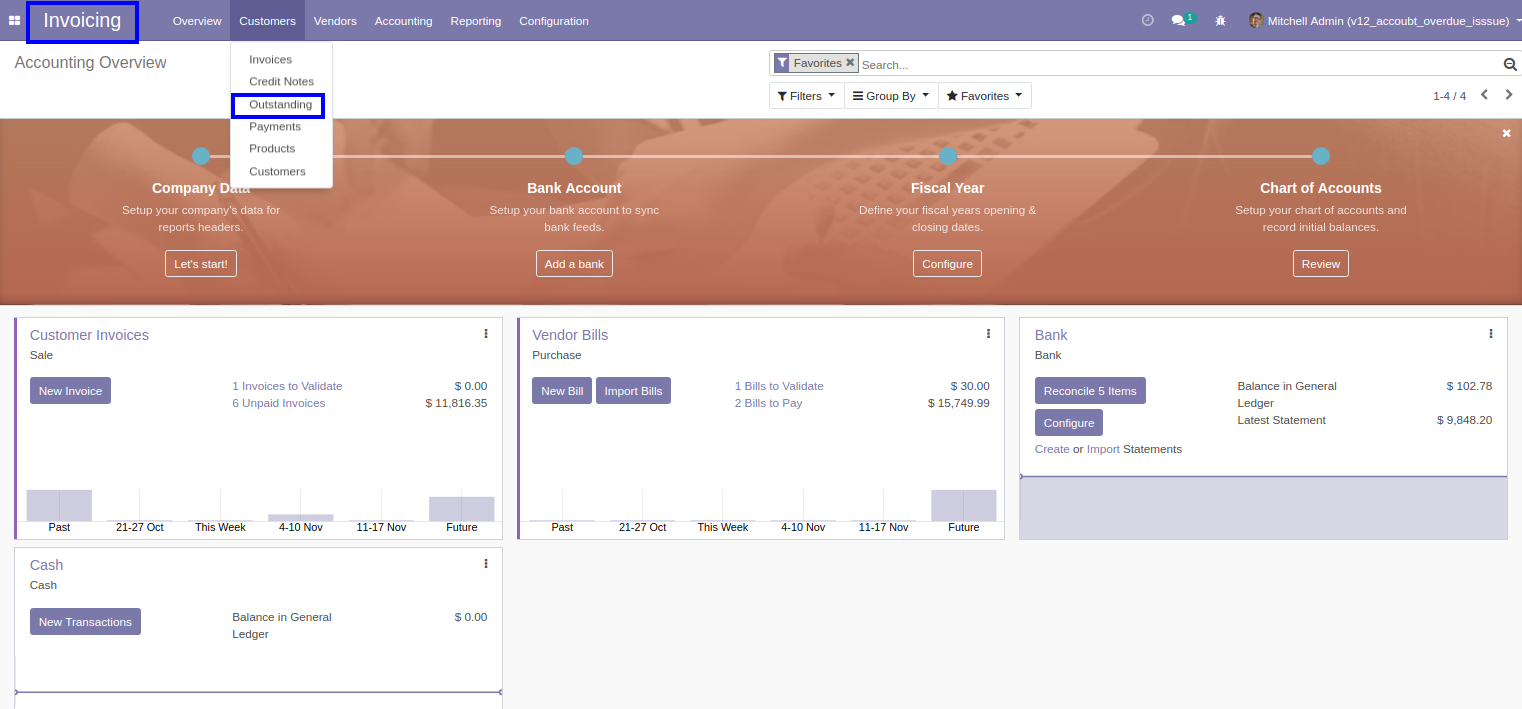 Invoicing
Overview Customers Vendors Accounting Reporting Configuration
1 Mitchell Admin (v12_accoubt_overdue_isssue)
Accounting Overview
Favorites Search...
Filters Group By Favorites
1-4 / 4
Invoices
Credit Notes
Outstanding
Payments
Products
Customers
Company Data
Setup your company's data for
reports headers.
Let's start!
Bank Account
Setup your bank account to sync
bank feeds.
Add a bank
Fiscal Year
Define your fiscal years opening &
closing dates.
Configure
Chart of Accounts
Setup your chart of accounts and
record initial balances.
Review
Customer Invoices
Sale
New Invoice
1 Invoices to Validate $ 0.00
6 Unpaid Invoices $ 11,816.35
Past 21-27 Oct This Week 4-10 Nov 11-17 Nov Future
Vendor Bills
Purchase
New Bill Import Bills
1 Bills to Validate $ 30.00
2 Bills to Pay $ 15,749.99
Past 21-27 Oct This Week 4-10 Nov 11-17 Nov Future
Bank
Bank
Reconcile 5 Items
Configure
Create or Import Statements
Balance in General $ 102.78
Ledger
Latest Statement $ 9,848.20
Cash
Cash
New Transactions
Balance in General $ 0.00
Ledger